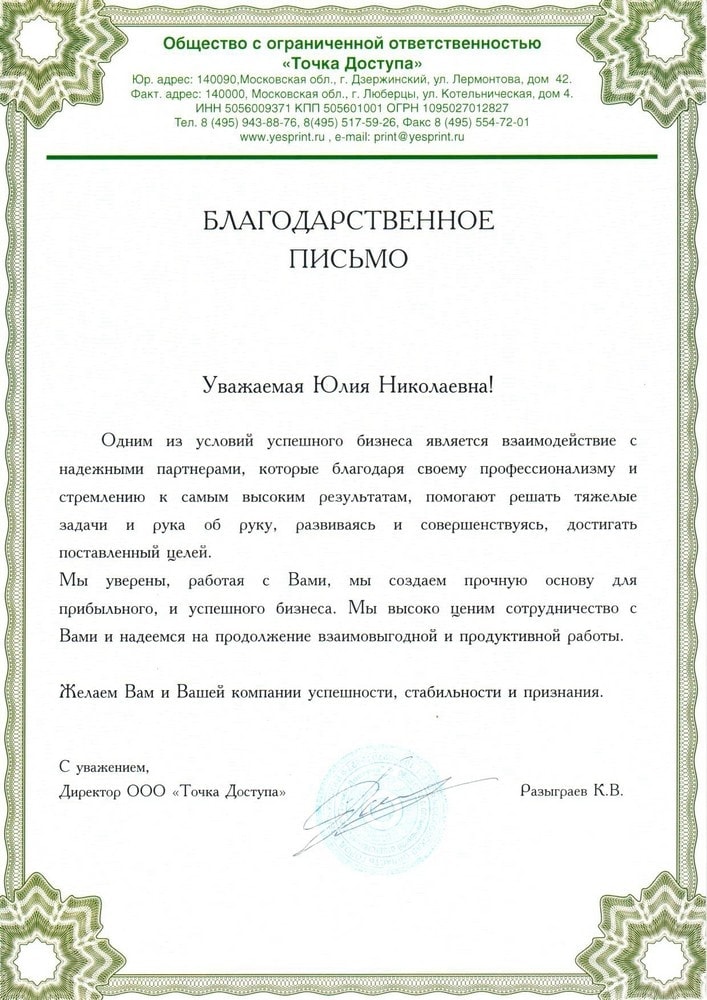 Общество с ограниченной ответственностью
«Точка Доступа»
Юр. адрес: 140090,Московская обл., г. Дзержинский, ул. Лермонтова, дом 42.
Факт. адрес: 140000, Московская обл., г. Люберцы, ул. Котельническая, дом 4.
ИНН 5056009371 КПП 505601001 ОГРН 1095027012827
Тел. 8 (495) 943-88-76, 8(495) 517-59-26, Факс 8 (495) 554-72-01
www.yesprint.ru , e-mail: print@yesprint.ru
БЛАГОДАРСТВЕННОЕ
ПИСЬМО
Уважаемая Юлия Николаевна!
Одним из условий успешного бизнеса является взаимодействие с
надежными партнерами, которые благодаря своему профессионализму и
стремлению к самым высоким результатам, помогают решать тяжелые
задачи и рука об руку, развиваясь и совершенствуясь, достигать
поставленный целей.
Мы уверены, работая с Вами, мы создаем прочную основу для
прибыльного, и успешного бизнеса. Мы высоко ценим сотрудничество с
Вами и надеемся на продолжение взаимовыгодной и продуктивной работы.
Желаем Вам и Вашей компании успешности, стабильности и признания.
С уважением,
Директор ООО «Точка Доступа»
Разыграев К.В.